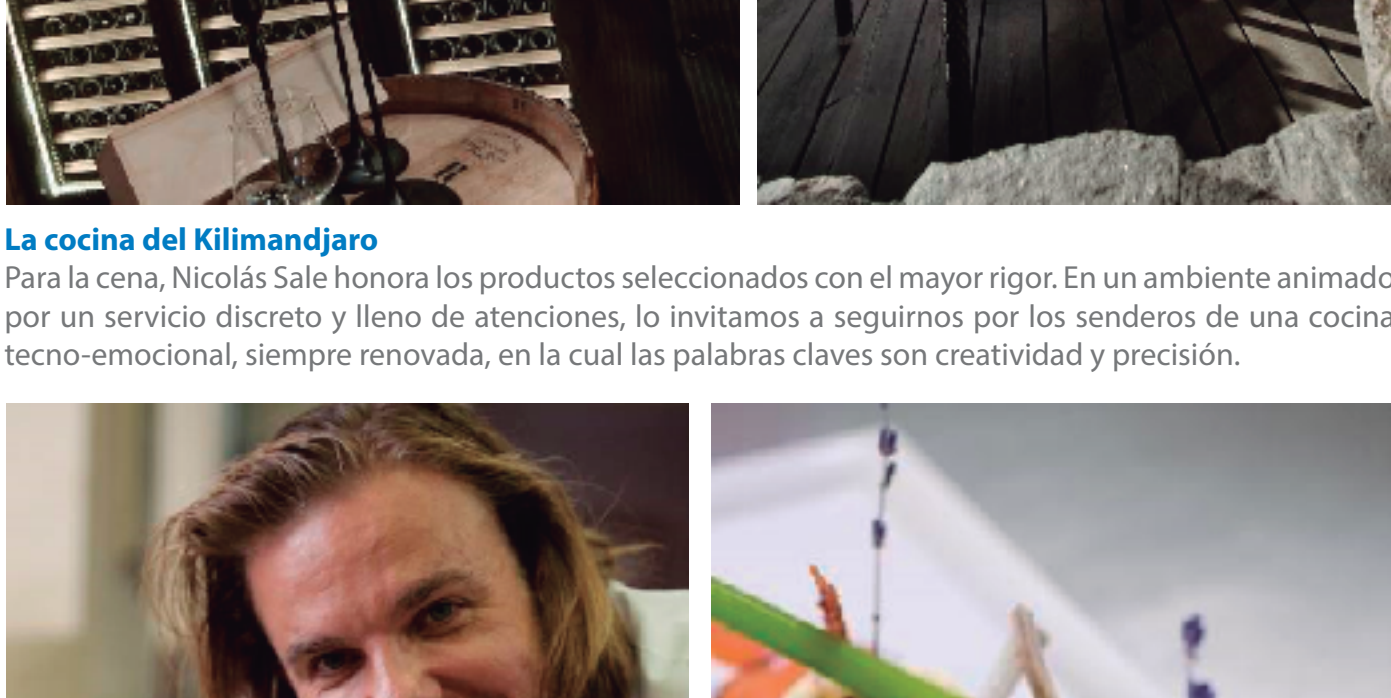 La cocina del Kilimandjaro
Para la cena, Nicolás Sale honora los productos seleccionados con el mayor rigor. En un ambiente animado
por un servicio discreto y lleno de atenciones, lo invitamos a seguirnos por los senderos de una cocina
tecno-emocional, siempre renovada, en la cual las palabras claves son creatividad y precisión.